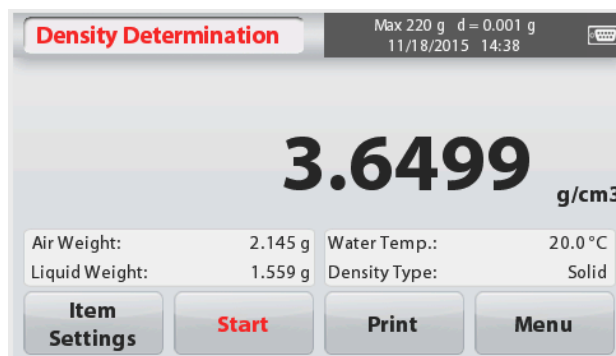 Density Determination
Max 220 g d = 0.001 g
11/18/2015 14:38
3.6499
g/cm3
Air Weight: 2.145 g
Liquid Weight: 1.559 g
Water Temp.: 20.0 °C
Density Type: Solid
Item Settings
Start
Print
Menu